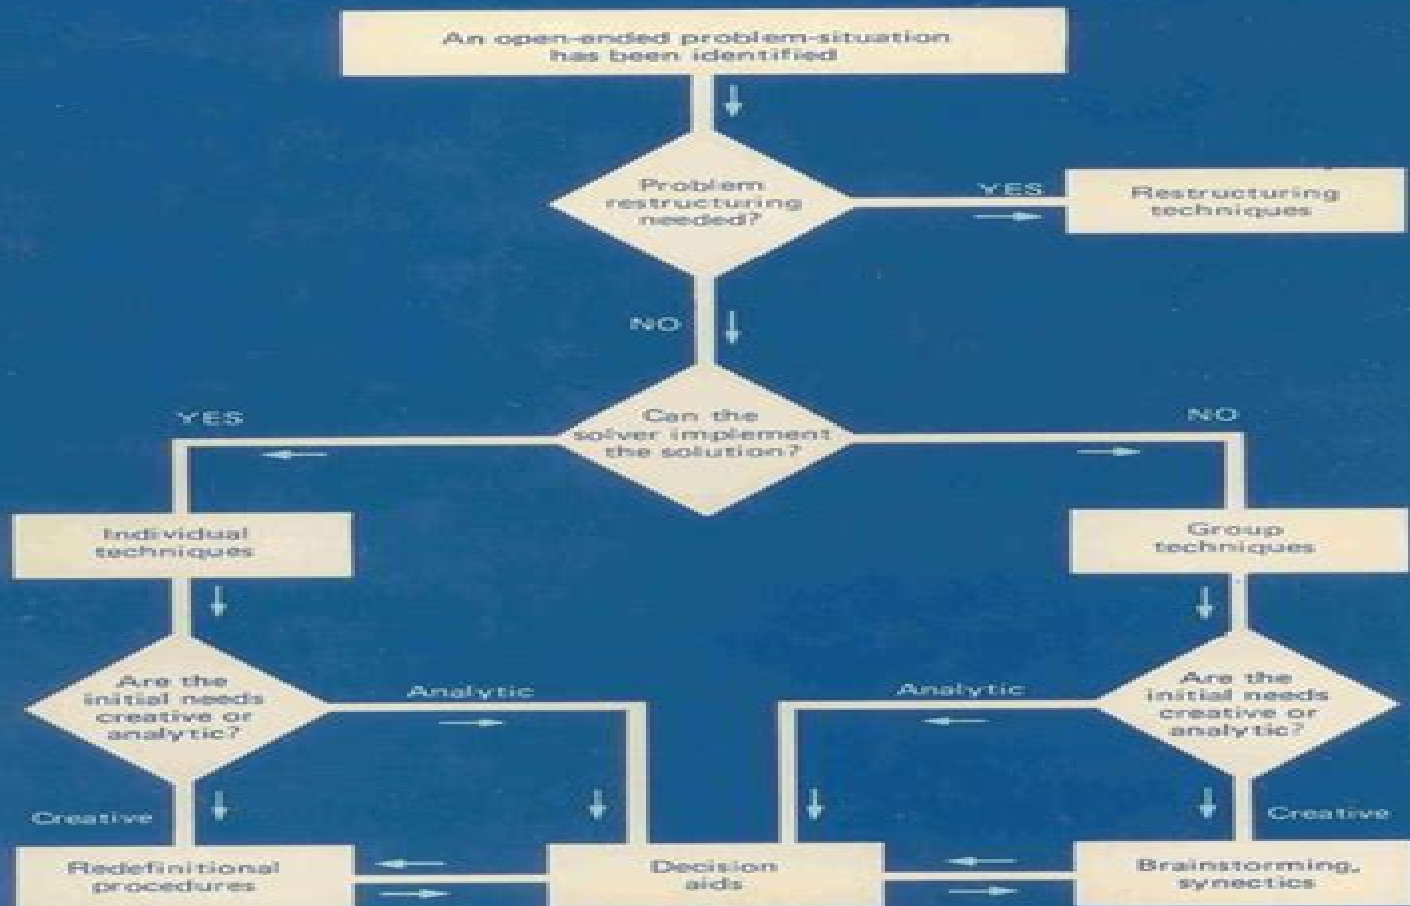 An open-ended problem-situation
has been identified
Problem
restructuring
needed?
YES
Restructuring
techniques
NO
Can the
solver implement
the solution?
YES
NO
Individual
techniques
Group
techniques
Are the
initial needs
creative or
analytic?
Analytic
Analytic
Are the
initial needs
creative or
analytic?
Creative
Creative
Redefinitional
procedures
Decision
aids
Brainstorming,
synectics